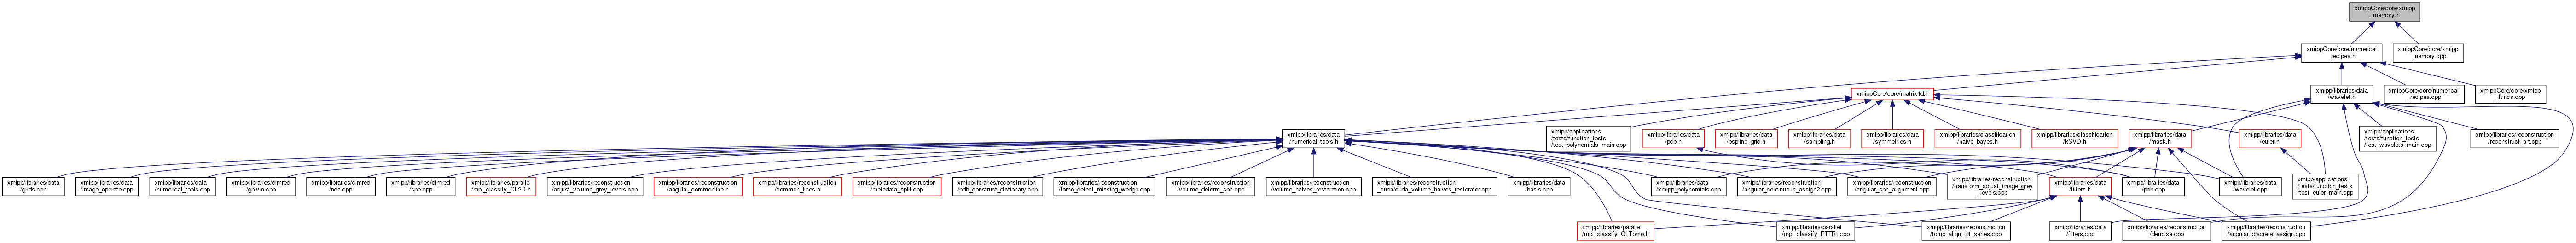 xmippCore/core/xmipp
_memory.h
xmippCore/core/numerical
_recipes.h
xmippCore/core/xmipp
_memory.cpp
xmippCore/core/matrix1d.h
xmipp/libraries/data
/wavelet.h
xmippCore/core/numerical
_recipes.cpp
xmippCore/core/xmipp
_funcs.cpp
xmipp/libraries/data
/numerical_tools.h
xmipp/applications
/tests/function_tests
/test_polynomials_main.cpp
xmipp/libraries/data
/pdb.h
xmipp/libraries/data
/bspline_grid.h
xmipp/libraries/data
/sampling.h
xmipp/libraries/data
/symmetries.h
xmipp/libraries/classification
/naive_bayes.h
xmipp/libraries/classification
/kSVD.h
xmipp/libraries/data
/mask.h
xmipp/libraries/data
/euler.h
xmipp/applications
/tests/function_tests
/test_wavelets_main.cpp
xmipp/libraries/reconstruction
/reconstruct_art.cpp
xmipp/libraries/data
/grids.cpp
xmipp/libraries/data
/image_operate.cpp
xmipp/libraries/data
/numerical_tools.cpp
xmipp/libraries/dimred
/gplvm.cpp
xmipp/libraries/dimred
/nca.cpp
xmipp/libraries/dimred
/spe.cpp
xmipp/libraries/parallel
/mpi_classify_CL2D.h
xmipp/libraries/reconstruction
/adjust_volume_grey_levels.cpp
xmipp/libraries/reconstruction
/angular_commonline.h
xmipp/libraries/reconstruction
/common_lines.h
xmipp/libraries/reconstruction
/metadata_split.cpp
xmipp/libraries/reconstruction
/pdb_construct_dictionary.cpp
xmipp/libraries/reconstruction
/tomo_detect_missing_wedge.cpp
xmipp/libraries/reconstruction
/volume_deform_sph.cpp
xmipp/libraries/reconstruction
/volume_halves_restoration.cpp
xmipp/libraries/reconstruction
_cuda/cuda_volume_halves_restorator.cpp
xmipp/libraries/data
/basis.cpp
xmipp/libraries/data
/xmipp_polynomials.cpp
xmipp/libraries/reconstruction
/angular_continuous_assign2.cpp
xmipp/libraries/reconstruction
/angular_sph_alignment.cpp
xmipp/libraries/reconstruction
/transform_adjust_image_grey
_levels.cpp
xmipp/libraries/data
/filters.h
xmipp/libraries/data
/pdb.cpp
xmipp/libraries/data
/wavelet.cpp
xmipp/applications
/tests/function_tests
/test_euler_main.cpp
xmipp/libraries/parallel
/mpi_classify_CLTomo.h
xmipp/libraries/parallel
/mpi_classify_FTTRI.cpp
xmipp/libraries/reconstruction
/tomo_align_tilt_series.cpp
xmipp/libraries/data
/filters.cpp
xmipp/libraries/reconstruction
/denoise.cpp
xmipp/libraries/reconstruction
/angular_discrete_assign.cpp